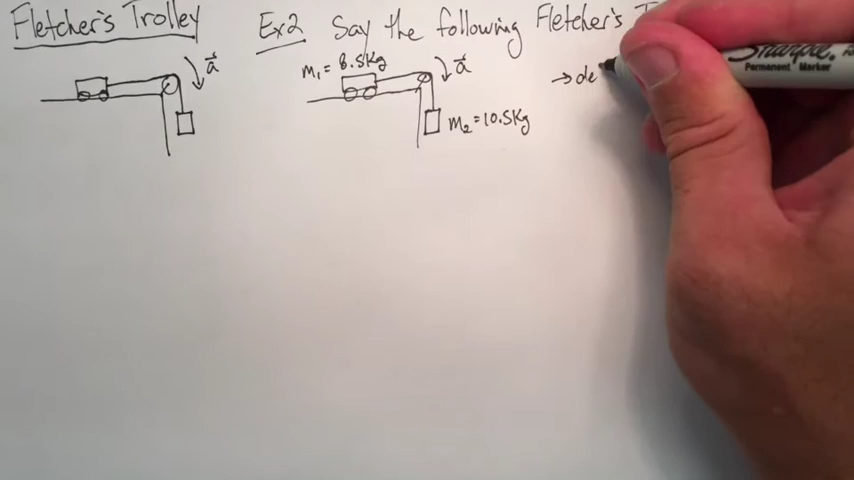 Fletcher's Trolley
Ex2 Say the following Fletcher's
a
m₁ = 8.5Kg
a
→ de
m₂ = 10.5Kg
Sharpie
Permanent Marker